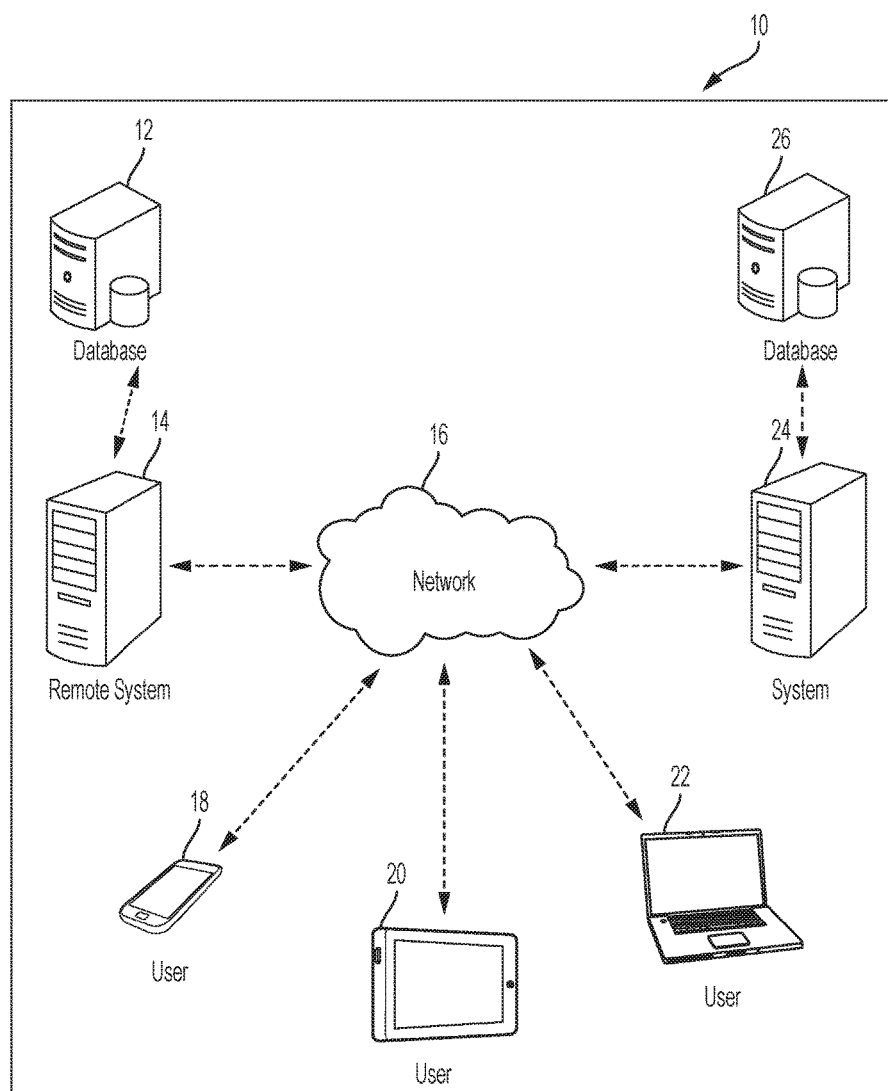 10
12
26
Database
Database
14
16
24
Network
Remote System
System
18
20
22
User
User
User